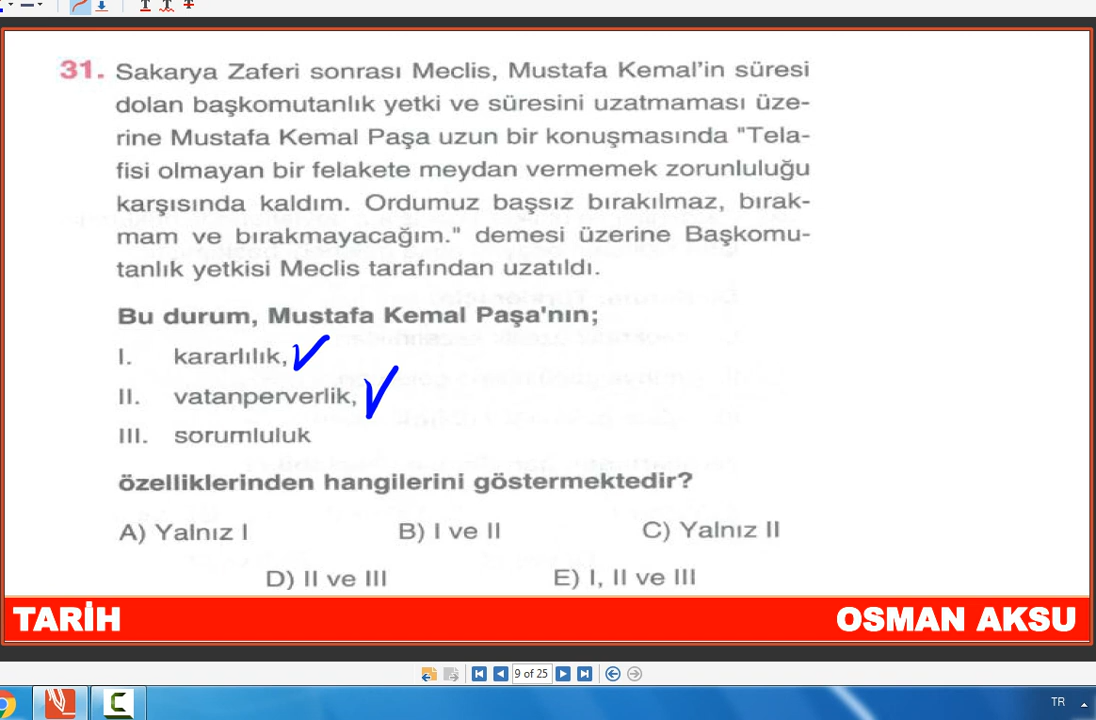 31. Sakarya Zaferi sonrası Meclis, Mustafa Kemal'in süresi
dolan başkomutanlık yetki ve süresini uzatmaması üze-
rine Mustafa Kemal Paşa uzun bir konuşmasında "Tela-
fisi olmayan bir felakete meydan vermemek zorunluluğu
karşısında kaldım. Ordumuz başsız bırakılmaz, bırak-
mam ve bırakmayacağım." demesi üzerine Başkomu-
tanlık yetkisi Meclis tarafından uzatıldı.
Bu durum, Mustafa Kemal Paşa'nın;
I. kararlılık,
II. vatanperverlik,
III. sorumluluk
özelliklerinden hangilerini göstermektedir?
A) Yalnız I B) I ve II C) Yalnız II
D) II ve III E) I, II ve III
TARİH OSMAN AKSU
9 of 25
TR